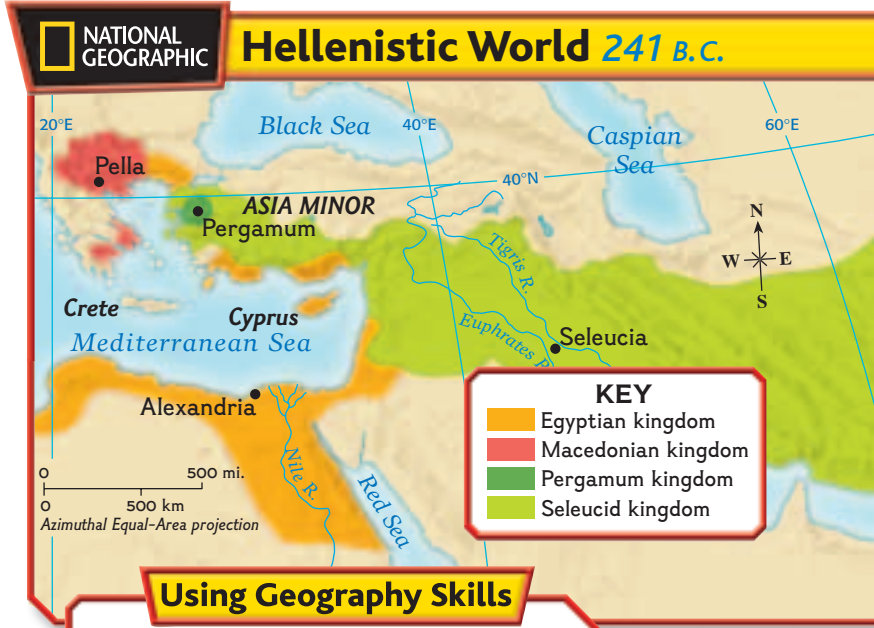 NATIONAL
GEOGRAPHIC
Hellenistic World 241 B.C.
20°E
Black Sea
40°E
Caspian
Sea
60°E
Pella
40°N
ASIA MINOR
Pergamum
N
W E
S
Tigris R.
Crete
Cyprus
Mediterranean Sea
Euphrates R.
Seleucia
Alexandria
KEY
Egyptian kingdom
Macedonian kingdom
Pergamum kingdom
Seleucid kingdom
Nile R.
Red Sea
0 500 mi.
0 500 km
Azimuthal Equal-Area projection
Using Geography Skills